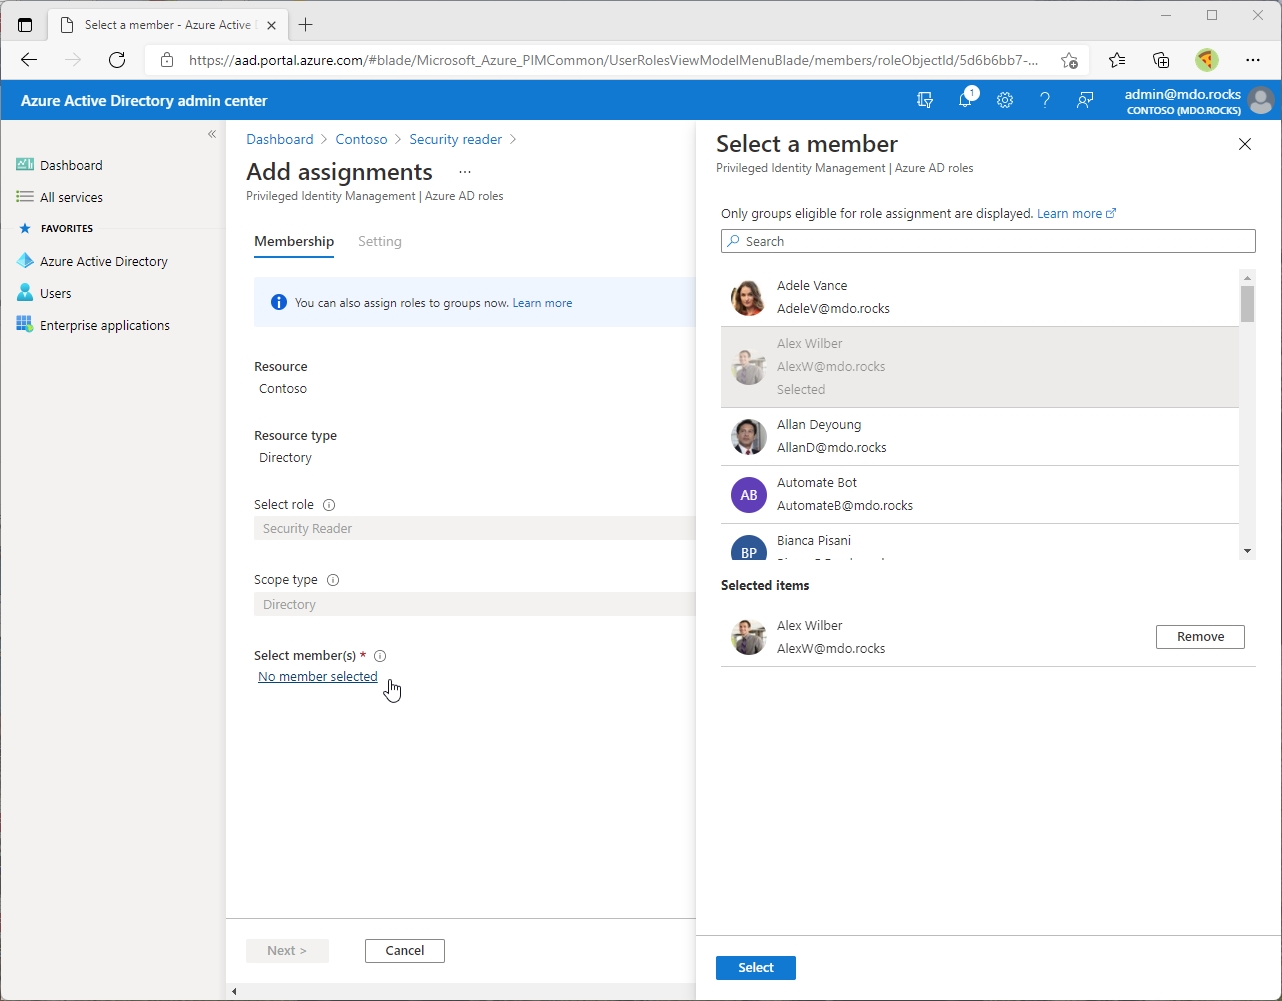 Select a member - Azure Active D
https://aad.portal.azure.com/#blade/Microsoft_Azure_PIMCommon/UserRolesViewModelMenuBlade/members/roleObjectId/5d6b6bb7-...
Azure Active Directory admin center
1
admin@mdo.rocks
CONTOSO (MDO.ROCKS)
Dashboard
All services
FAVORITES
Azure Active Directory
Users
Enterprise applications
Dashboard > Contoso > Security reader >
Add assignments ...
Privileged Identity Management | Azure AD roles
Membership Setting
You can also assign roles to groups now. Learn more
Resource
Contoso
Resource type
Directory
Select role
Security Reader
Scope type
Directory
Select member(s) *
No member selected
Next >
Cancel
Select a member
Privileged Identity Management | Azure AD roles
Only groups eligible for role assignment are displayed. Learn more
Search
Adele Vance
AdeleV@mdo.rocks
Alex Wilber
AlexW@mdo.rocks
Selected
Allan Deyoung
AllanD@mdo.rocks
AB
Automate Bot
AutomateB@mdo.rocks
BP
Bianca Pisani
Selected items
Alex Wilber
AlexW@mdo.rocks
Remove
Select